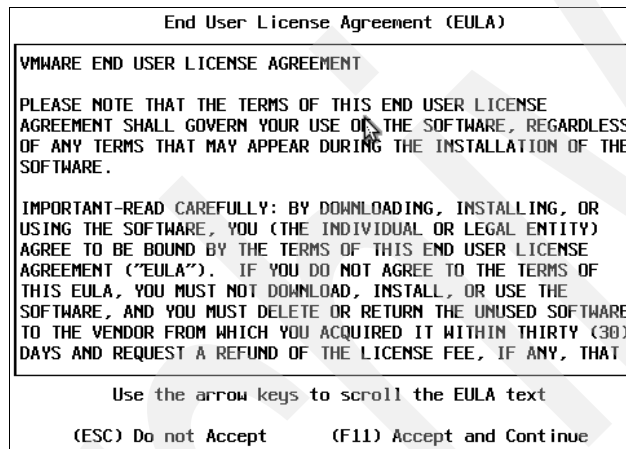 End User License Agreement (EULA)
VMWARE END USER LICENSE AGREEMENT
PLEASE NOTE THAT THE TERMS OF THIS END USER LICENSE
AGREEMENT SHALL GOVERN YOUR USE OF THE SOFTWARE, REGARDLESS
OF ANY TERMS THAT MAY APPEAR DURING THE INSTALLATION OF THE
SOFTWARE.
IMPORTANT-READ CAREFULLY: BY DOWNLOADING, INSTALLING, OR
USING THE SOFTWARE, YOU (THE INDIVIDUAL OR LEGAL ENTITY)
AGREE TO BE BOUND BY THE TERMS OF THIS END USER LICENSE
AGREEMENT ("EULA"). IF YOU DO NOT AGREE TO THE TERMS OF
THIS EULA, YOU MUST NOT DOWNLOAD, INSTALL, OR USE THE
SOFTWARE, AND YOU MUST DELETE OR RETURN THE UNUSED SOFTWARE
TO THE VENDOR FROM WHICH YOU ACQUIRED IT WITHIN THIRTY (30)
DAYS AND REQUEST A REFUND OF THE LICENSE FEE, IF ANY, THAT
Use the arrow keys to scroll the EULA text
(ESC) Do not Accept (F11) Accept and Continue